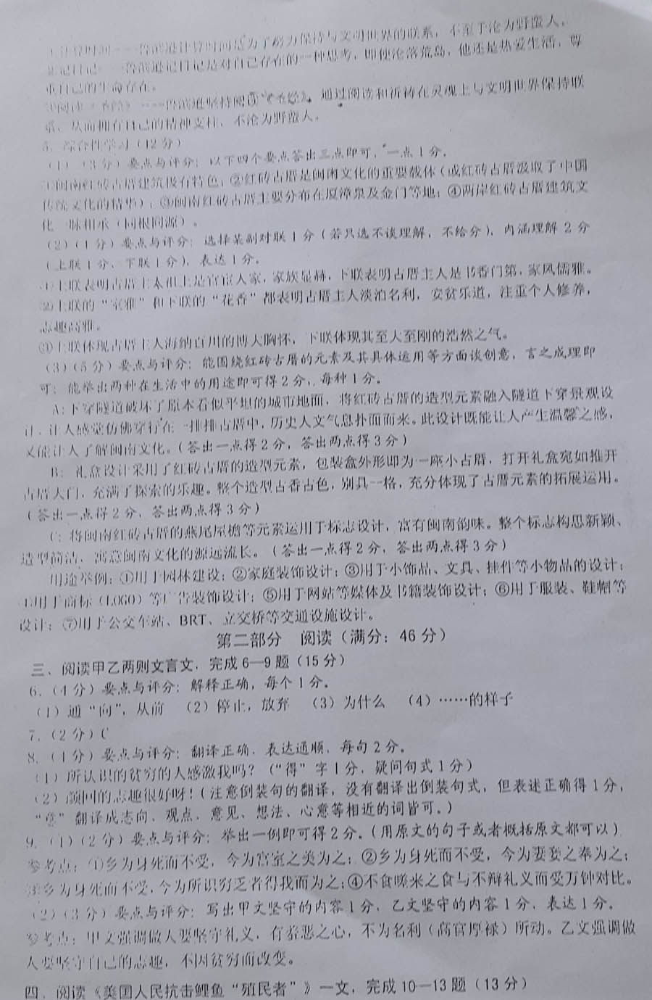 ①计算时间——鲁滨逊计算时间是为了努力保持与文明世界的联系，不至于沦为野蛮人。
②记日记——鲁滨逊记日记是对自己存在的一种思考，即使沦落荒岛，他还是热爱生活，尊
重自己的生命存在。
③阅读《圣经》——鲁滨逊坚持阅读《圣经》，通过阅读和祈祷在灵魂上与文明世界保持联
系，从而拥有自己的精神支柱，不沦为野蛮人。
5．综合性学习（12分）
（1）（3分）要点与评分：以下四个要点答出三点即可，一点1分。
①闽南红砖古厝建筑极有特色；②红砖古厝是闽南文化的重要载体（或红砖古厝汲取了中国
传统文化的精华）；③闽南红砖古厝主要分布在厦漳泉及金门等地；④两岸红砖古厝建筑文
化一脉相承（同根同源）。
（2）（4分）要点与评分：选择某副对联1分（若只选不谈理解，不给分），内涵理解2分
（上联1分、下联1分），表达1分。
①上联表明古厝主人祖上是官宦人家，家族显赫，下联表明古厝主人是书香门第，家风儒雅。
②上联的“室雅”和下联的“花香”都表明古厝主人淡泊名利，安贫乐道，注重个人修养，
志趣高雅。
③上联体现古厝主人海纳百川的博大胸怀，下联体现其至大至刚的浩然之气。
（3）（5分）要点与评分：能围绕红砖古厝的元素及其具体运用等方面谈创意，言之成理即
可；能举出两种在生活中的用途即可得2分，每种1分。
A：下穿隧道破坏了原本看似平坦的城市地面，将红砖古厝的造型元素融入隧道下穿景观设
计，让人感觉仿佛穿行在一排排古厝中，历史人文气息扑面而来。此设计既能让人产生温馨之感，
又能让人了解闽南文化。（答出一点得2分，答出两点得3分）
B：礼盒设计采用了红砖古厝的造型元素，包装盒外形即为一座小古厝，打开礼盒宛如推开
古厝大门，充满了探索的乐趣。整个造型古香古色，别具一格，充分体现了古厝元素的拓展运用。
（答出一点得2分、答出两点得3分）
C：将闽南红砖古厝的燕尾屋檐等元素运用于标志设计，富有闽南韵味。整个标志构思新颖、
造型简洁，寓意闽南文化的源远流长。（答出一点得2分，答出两点得3分）
用途举例：①用于园林建设；②家庭装饰设计；③用于小饰品、文具、挂件等小物品的设计；
④用于商标（LOGO）等广告装饰设计；⑤用于网站等媒体及书籍装饰设计；⑥用于服装、鞋帽等
设计；⑦用于公交车站、BRT、立交桥等交通设施设计。
第二部分　阅读（满分：46分）
三、阅读甲乙两则文言文，完成6—9题（15分）
6．（4分）要点与评分：解释正确，每个1分。
（1）通“向”，从前　（2）停止，放弃　（3）为什么　（4）……的样子
7．（2分）C
8．（4分）要点与评分：翻译正确，表达通顺，每句2分。
（1）所认识的贫穷的人感激我吗？（“得”字1分，疑问句式1分）
（2）颜回的志趣很好呀！（注意倒装句的翻译，没有翻译出倒装句式，但表述正确得1分，
“意”翻译成志向、观点、意见、想法、心意等相近的词皆可。）
9．（1）（2分）要点与评分：举出一例即可得2分。（用原文的句子或者概括原文都可以）
参考点：①乡为身死而不受，今为宫室之美为之；②乡为身死而不受，今为妻妾之奉为之；
③乡为身死而不受，今为所识穷乏者得我而为之；④不食嗟来之食与不辩礼义而受万钟对比。
（2）（3分）要点与评分：写出甲文坚守的内容1分，乙文坚守的内容1分，表达1分。
参考点：甲文强调做人要坚守礼义，有羞恶之心，不为名利（高官厚禄）所动。乙文强调做
人要坚守自己的志趣，不因贫穷而改变。
四、阅读《美国人民抗击鲤鱼“殖民者”》一文，完成10—13题（13分）